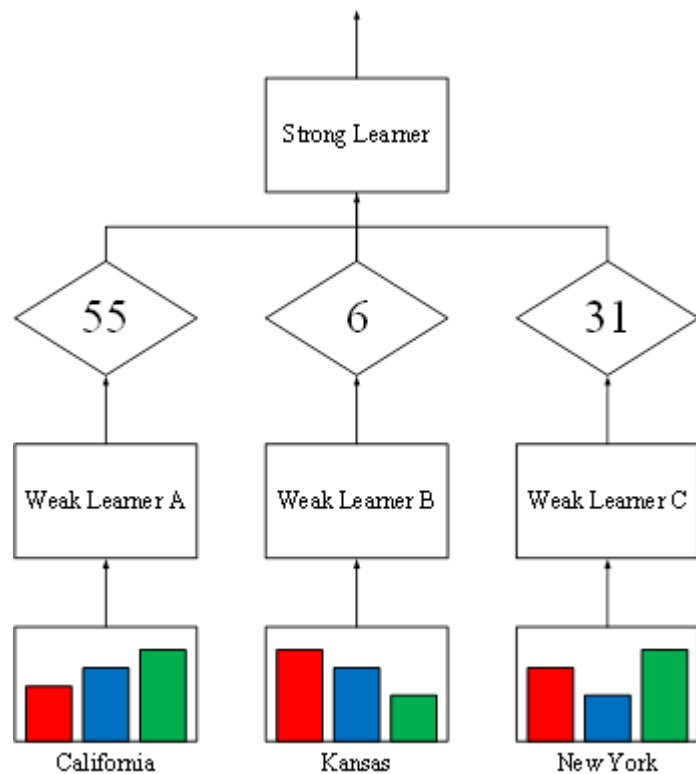 Strong Learner
55
6
31
Weak Learner A
Weak Learner B
Weak Learner C
California
Kansas
New York